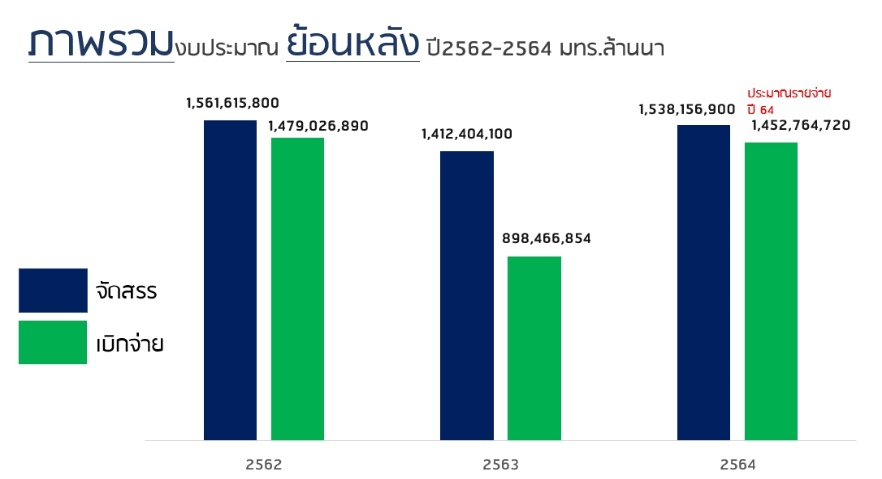 ภาพรวมงบประมาณ ย้อนหลัง ปี2562-2564 มทร.ล้านนา
ประมาณรายจ่าย
ปี 64
1,561,615,800
1,479,026,890
1,412,404,100
898,466,854
1,538,156,900
1,452,764,720
จัดสรร
เบิกจ่าย
2562
2563
2564